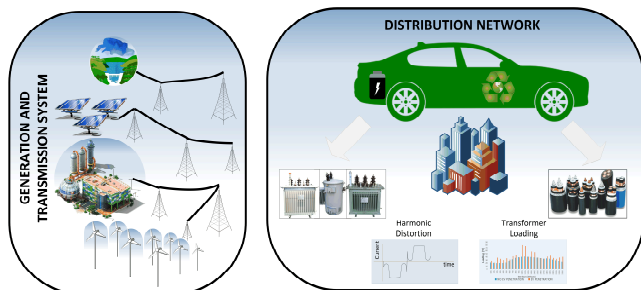 GENERATION AND
TRANSMISSION SYSTEM
DISTRIBUTION NETWORK
Harmonic
Distortion
Current
time
Transformer
Loading